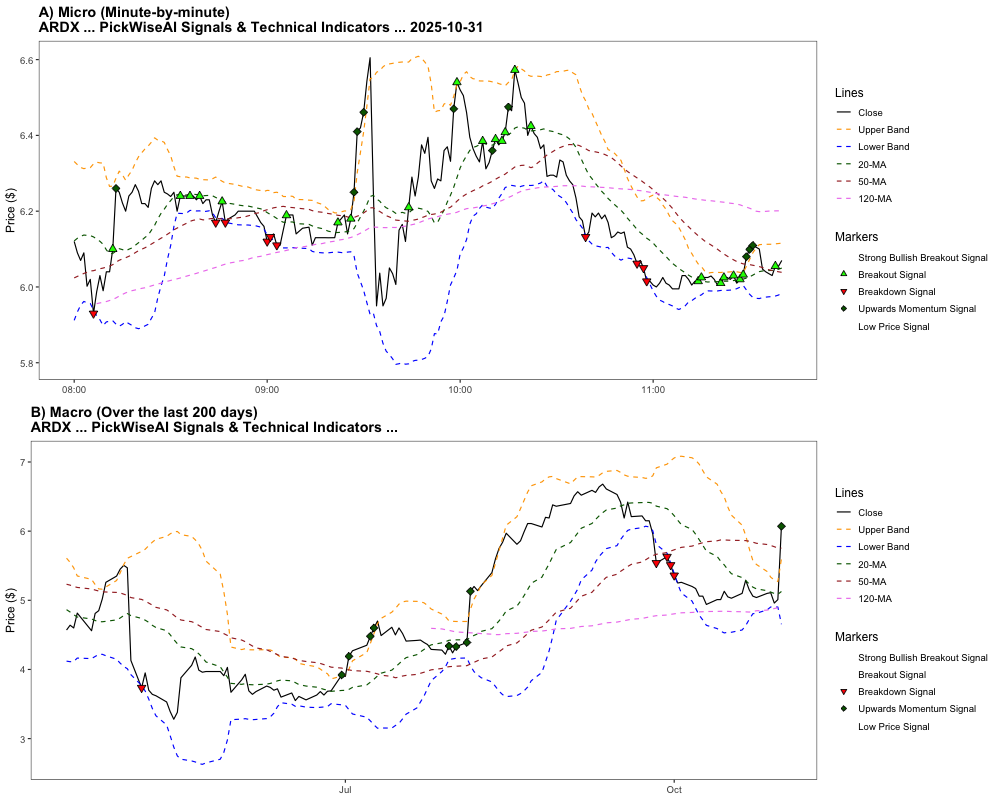 A) Micro (Minute-by-minute)
ARDX ... PickWiseAI Signals & Technical Indicators ... 2025-10-31
Price ($)
6.6
6.4
6.2
6.0
5.8
08:00
09:00
10:00
11:00
Lines
Close
Upper Band
Lower Band
20-MA
50-MA
120-MA
Markers
Strong Bullish Breakout Signal
Breakout Signal
Breakdown Signal
Upwards Momentum Signal
Low Price Signal
B) Macro (Over the last 200 days)
ARDX ... PickWiseAI Signals & Technical Indicators ...
Price ($)
7
6
5
4
3
Jul
Oct
Lines
Close
Upper Band
Lower Band
20-MA
50-MA
120-MA
Markers
Strong Bullish Breakout Signal
Breakout Signal
Breakdown Signal
Upwards Momentum Signal
Low Price Signal